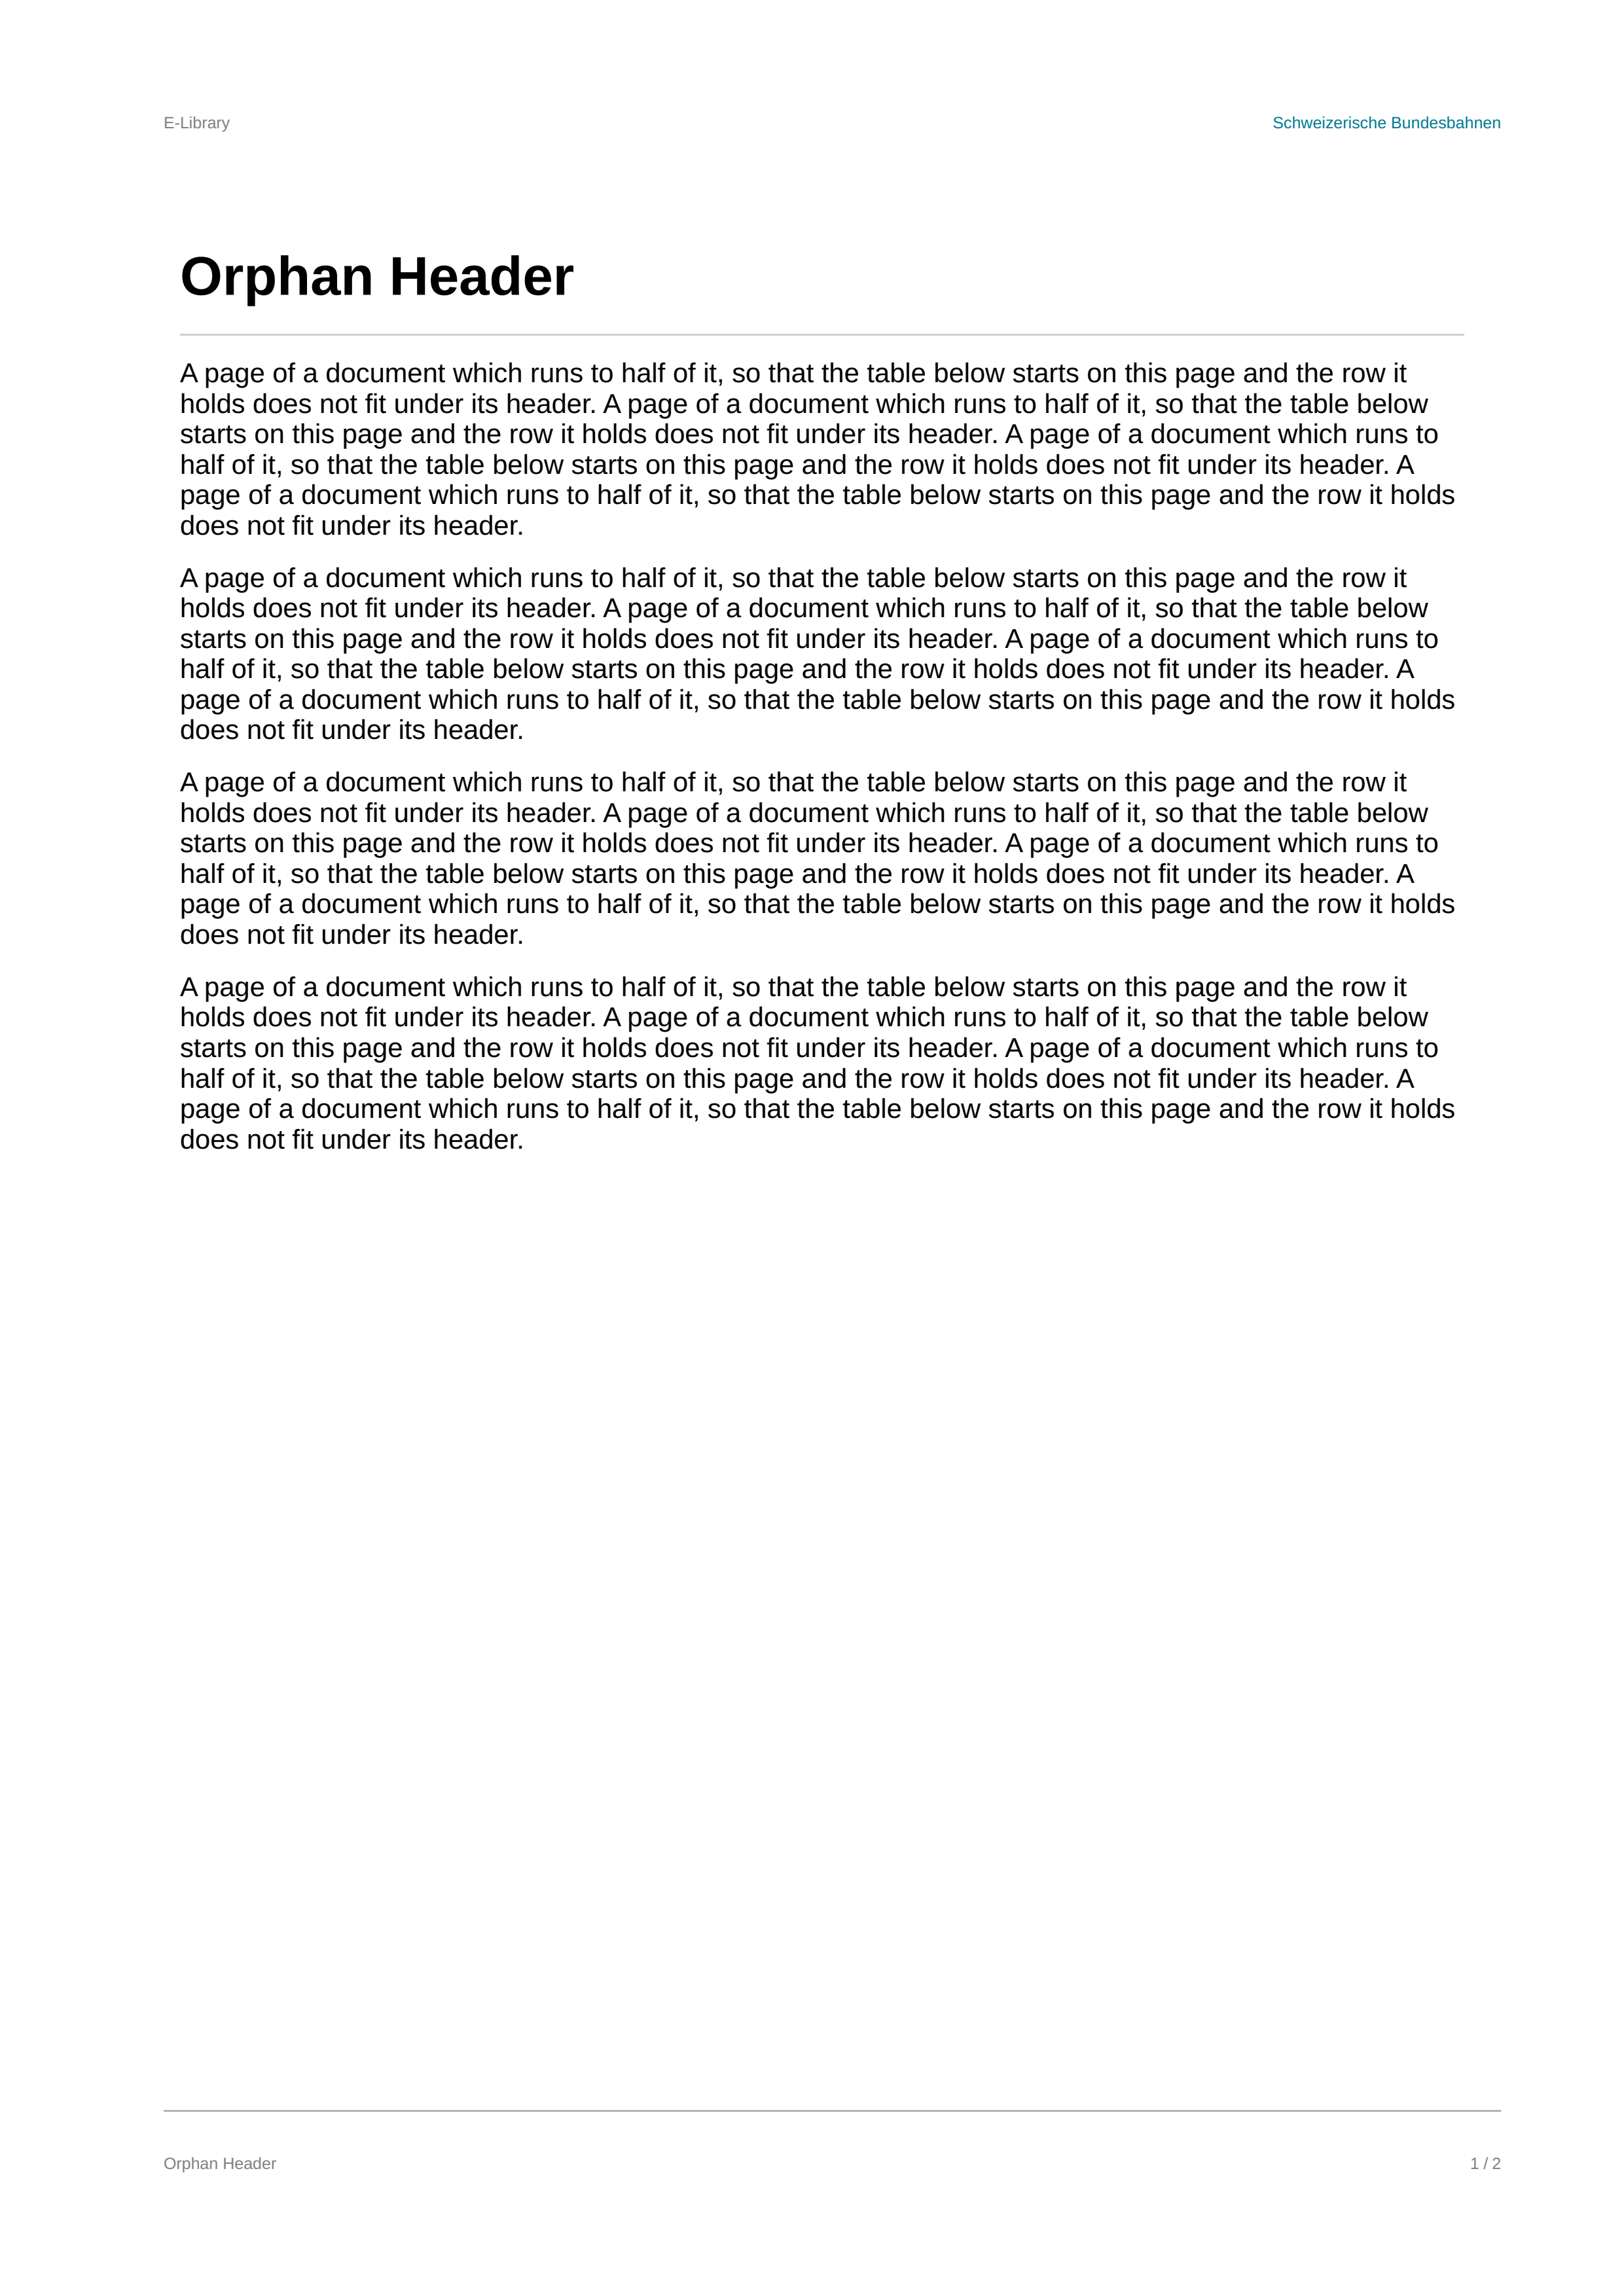 E-Library
Schweizerische Bundesbahnen
Orphan Header
A page of a document which runs to half of it, so that the table below starts on this page and the row it
holds does not fit under its header. A page of a document which runs to half of it, so that the table below
starts on this page and the row it holds does not fit under its header. A page of a document which runs to
half of it, so that the table below starts on this page and the row it holds does not fit under its header. A
page of a document which runs to half of it, so that the table below starts on this page and the row it holds
does not fit under its header.
A page of a document which runs to half of it, so that the table below starts on this page and the row it
holds does not fit under its header. A page of a document which runs to half of it, so that the table below
starts on this page and the row it holds does not fit under its header. A page of a document which runs to
half of it, so that the table below starts on this page and the row it holds does not fit under its header. A
page of a document which runs to half of it, so that the table below starts on this page and the row it holds
does not fit under its header.
A page of a document which runs to half of it, so that the table below starts on this page and the row it
holds does not fit under its header. A page of a document which runs to half of it, so that the table below
starts on this page and the row it holds does not fit under its header. A page of a document which runs to
half of it, so that the table below starts on this page and the row it holds does not fit under its header. A
page of a document which runs to half of it, so that the table below starts on this page and the row it holds
does not fit under its header.
A page of a document which runs to half of it, so that the table below starts on this page and the row it
holds does not fit under its header. A page of a document which runs to half of it, so that the table below
starts on this page and the row it holds does not fit under its header. A page of a document which runs to
half of it, so that the table below starts on this page and the row it holds does not fit under its header. A
page of a document which runs to half of it, so that the table below starts on this page and the row it holds
does not fit under its header.
Orphan Header
1 / 2